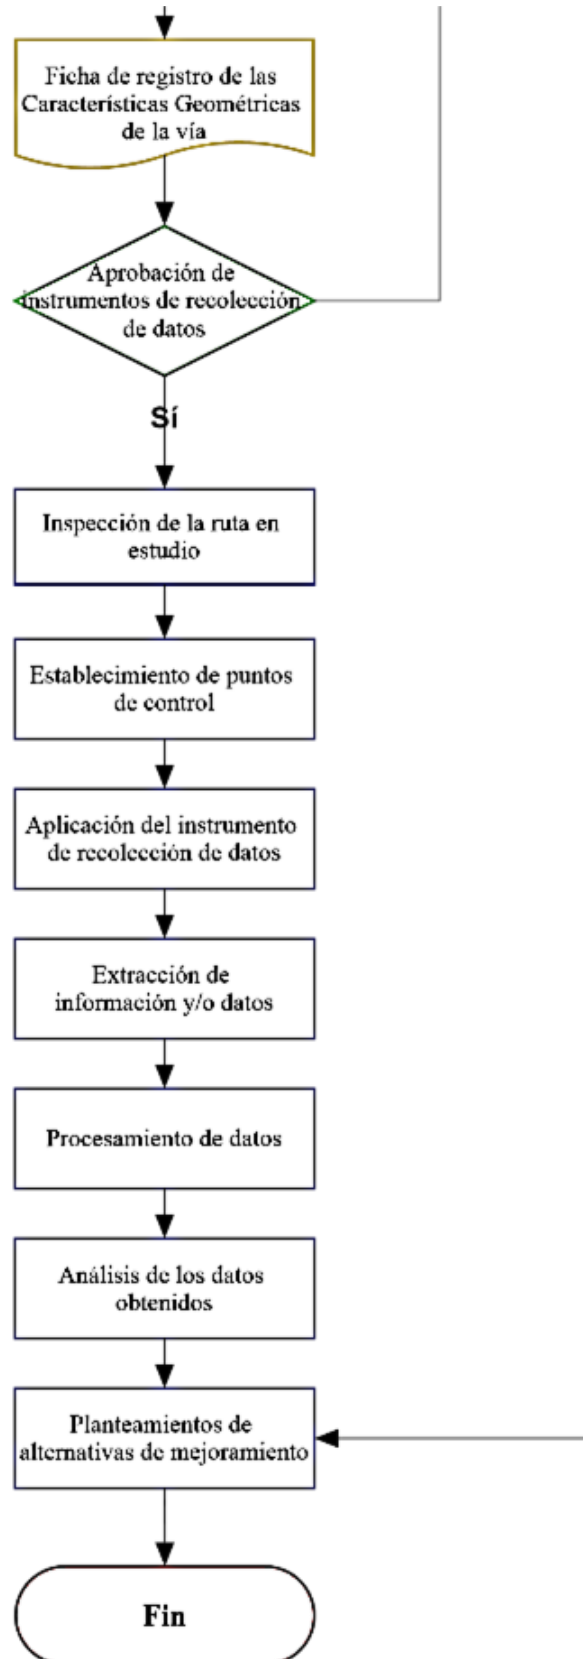 Ficha de registro de las
Características Geométricas
de la vía
Aprobación de
instrumentos de recolección
de datos
Sí
Inspección de la ruta en
estudio
Establecimiento de puntos
de control
Aplicación del instrumento
de recolección de datos
Extracción de
información y/o datos
Procesamiento de datos
Análisis de los datos
obtenidos
Planteamientos de
alternativas de mejoramiento
Fin